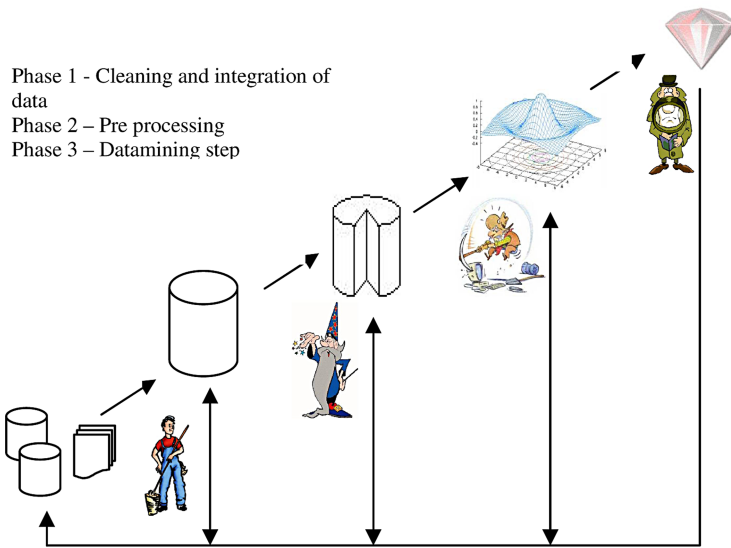 Phase 1 - Cleaning and integration of
data
Phase 2 – Pre processing
Phase 3 – Datamining step